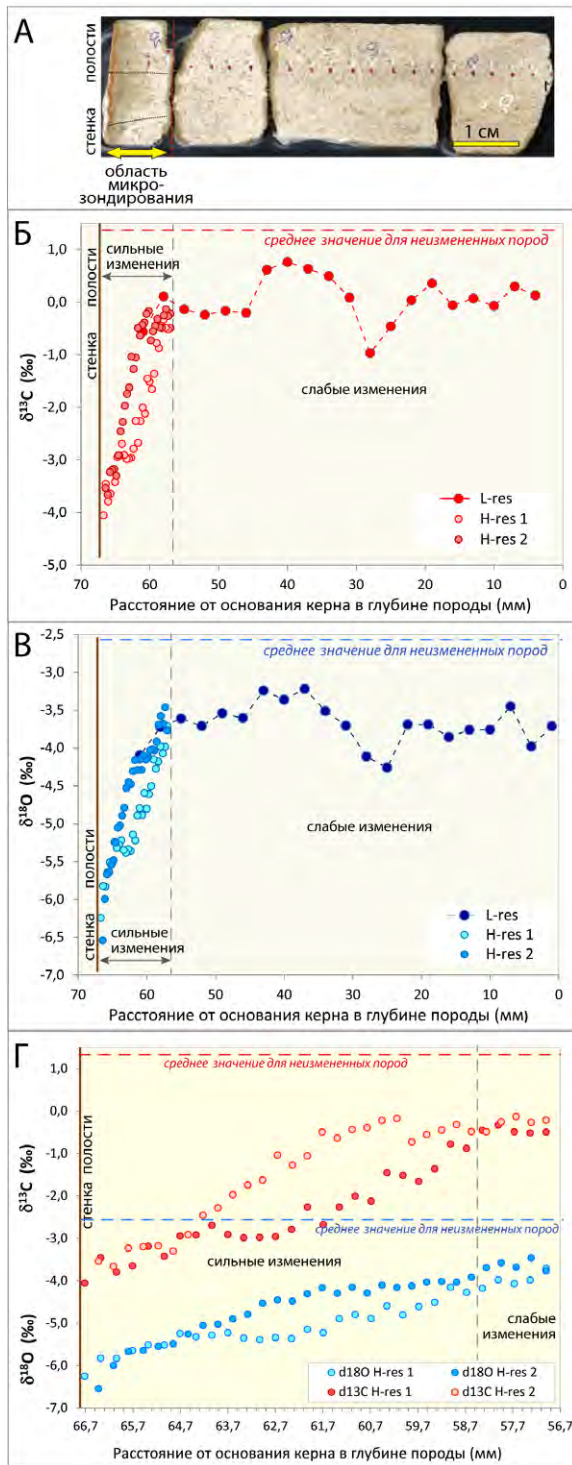 А
полости
стенка
1 см
область
микро-
зондирования
Б
1,0
0,0
-1,0
-2,0
-3,0
-4,0
-5,0
δ¹³C (‰)
полости
стенка
сильные
изменения
среднее значение для неизмененных пород
слабые изменения
L-res
H-res 1
H-res 2
70 60 50 40 30 20 10 0
Расстояние от основания керна в глубине породы (мм)
В
-2,5
-3,0
-3,5
-4,0
-4,5
-5,0
-5,5
-6,0
-6,5
-7,0
δ¹⁸O (‰)
среднее значение для неизмененных пород
слабые изменения
стенка полости
сильные
изменения
L-res
H-res 1
H-res 2
70 60 50 40 30 20 10 0
Расстояние от основания керна в глубине породы (мм)
Г
1,0
0,0
-1,0
-2,0
-3,0
-4,0
-5,0
-6,0
-7,0
δ¹³C (‰)
δ¹⁸O (‰)
среднее значение для неизмененных пород
стенка полости
среднее значение для неизмененных пород
сильные изменения
слабые
изменения
d18O H-res 1 d18O H-res 2
d13C H-res 1 d13C H-res 2
66,7 65,7 64,7 63,7 62,7 61,7 60,7 59,7 58,7 57,7 56,7
Расстояние от основания керна в глубине породы (мм)